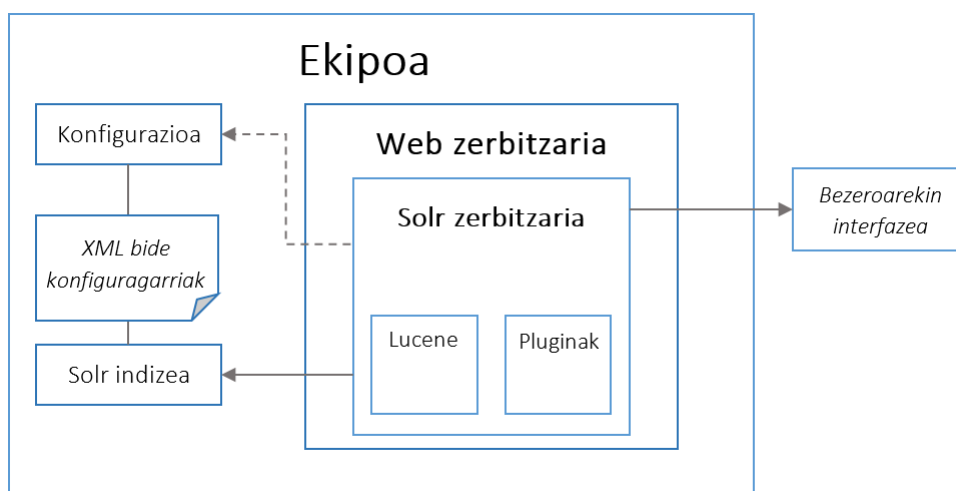 Ekipoa
Konfigurazioa
Web zerbitzaria
Solr zerbitzaria
Bezeroarekin
interfazea
XML bide
konfiguragarriak
Lucene
Pluginak
Solr indizea